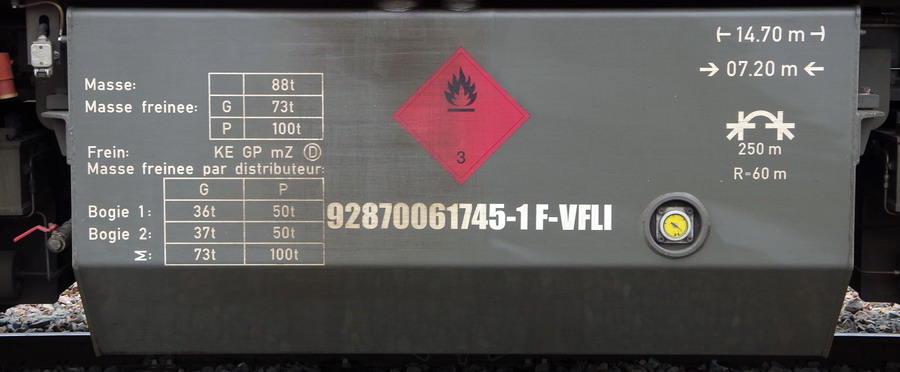 Masse: 88t
Masse freinee: G 73t
P 100t
Frein: KE GP mZ Ⓓ
Masse freinee par distributeur:
G P
Bogie 1: 36t 50t
Bogie 2: 37t 50t
Σ: 73t 100t
3
92870061745-1 F-VFLI
14.70 m
07.20 m
250 m
R=60 m